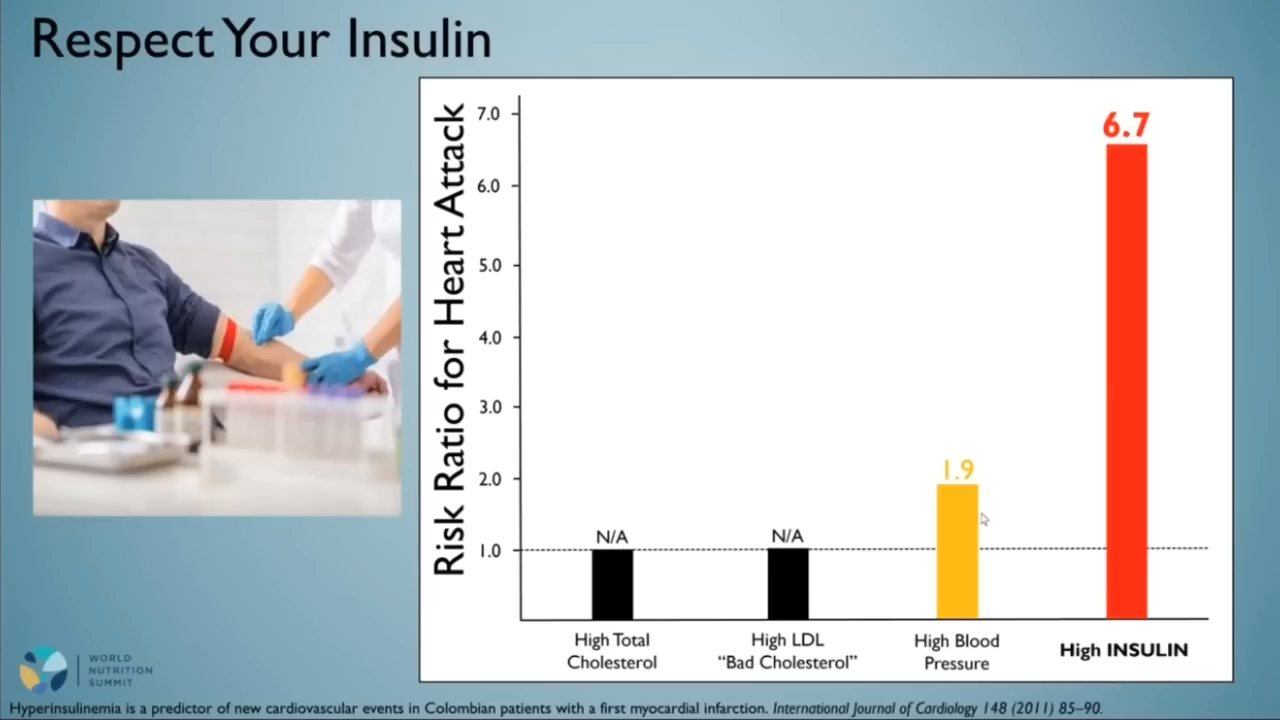 Respect Your Insulin
Risk Ratio for Heart Attack
7.0
6.0
5.0
4.0
3.0
2.0
1.0
N/A
N/A
1.9
6.7
High Total
Cholesterol
High LDL
“Bad Cholesterol”
High Blood
Pressure
High INSULIN
WORLD
NUTRITION
SUMMIT
Hyperinsulinemia is a predictor of new cardiovascular events in Colombian patients with a first myocardial infarction. International Journal of Cardiology 148 (2011) 85–90.